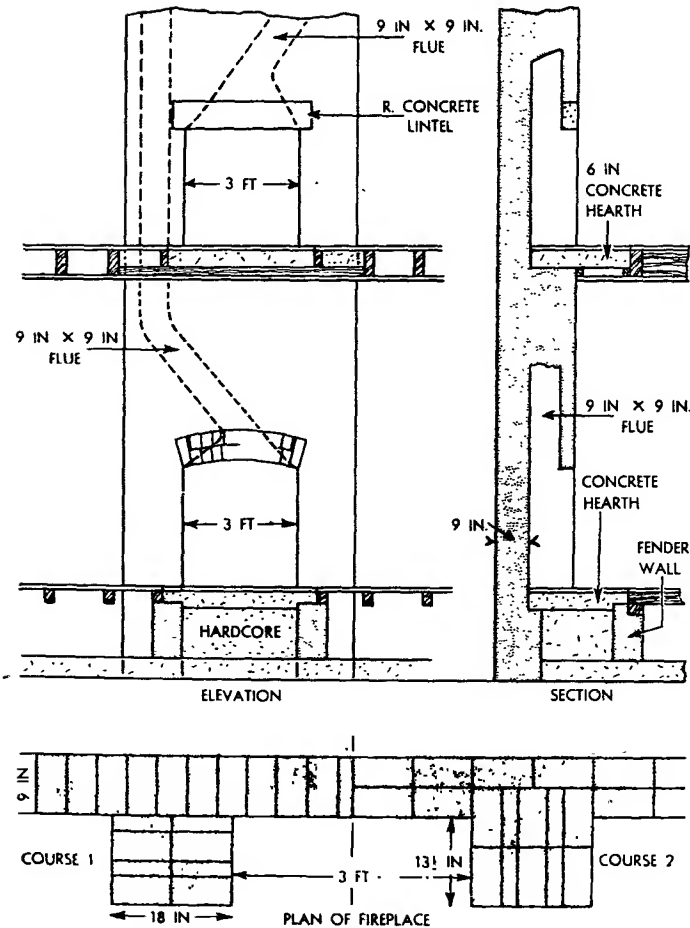 9 IN × 9 IN.
FLUE
R. CONCRETE
LINTEL
3 FT
6 IN
CONCRETE
HEARTH
9 IN × 9 IN
FLUE
9 IN × 9 IN.
FLUE
CONCRETE
HEARTH
3 FT
9 IN.
FENDER
WALL
HARDCORE
ELEVATION
SECTION
9 IN
COURSE 1
3 FT
13½ IN
COURSE 2
18 IN
PLAN OF FIREPLACE